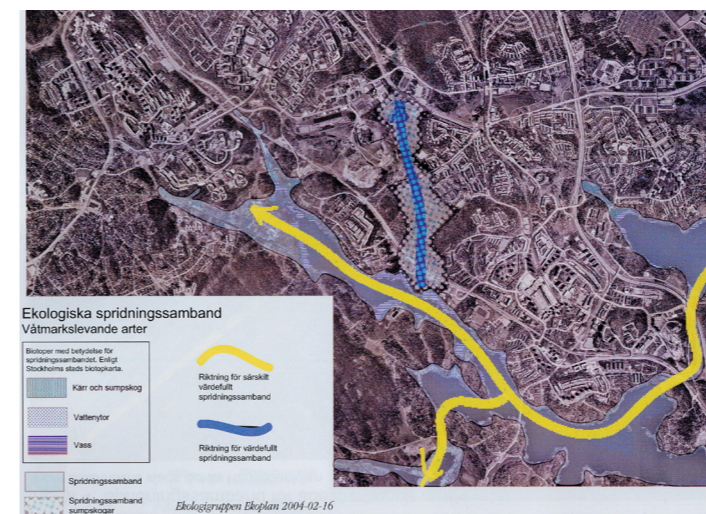 Ekologiska spridningssamband
Våtmarkslevande arter
Biotoper med betydelse för
spridningssambandet. Enligt
Stockholms stads biotopkarta.
Kärr och sumpskog
Vattenytor
Vass
Spridningssamband
Spridningssamband
sumpskogar
Riktning för särskilt
värdefullt
spridningssamband
Riktning för värdefullt
spridningssamband
Ekologigruppen Ekoplan 2004-02-16